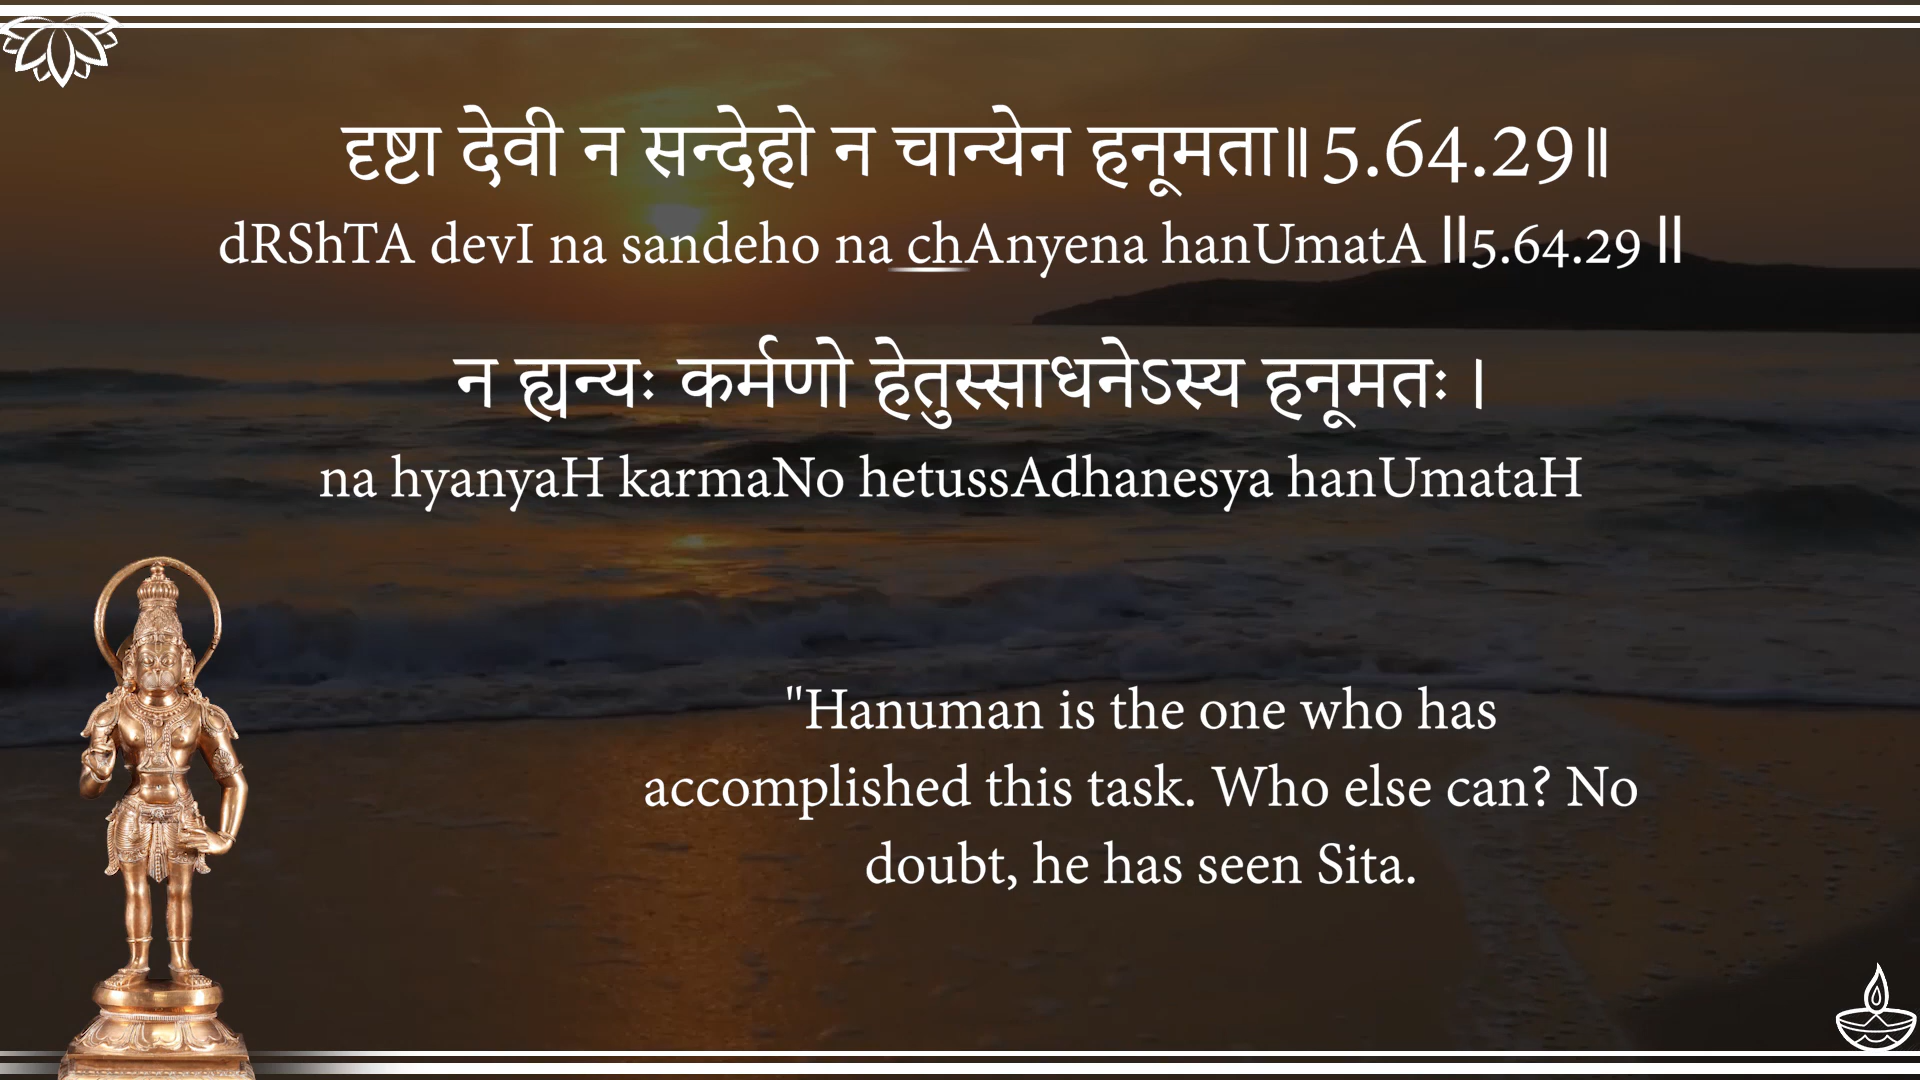 दृष्टा देवी न सन्देहो न चान्येन हनूमता॥5.64.29॥
dRShTA devI na sandeho na chAnyena hanUmatA ||5.64.29 ||
न ह्यन्यः कर्मणो हेतुस्साधनेऽस्य हनूमतः ।
na hyanyaH karmaNo hetussAdhanesya hanUmataH
"Hanuman is the one who has
accomplished this task. Who else can? No
doubt, he has seen Sita.